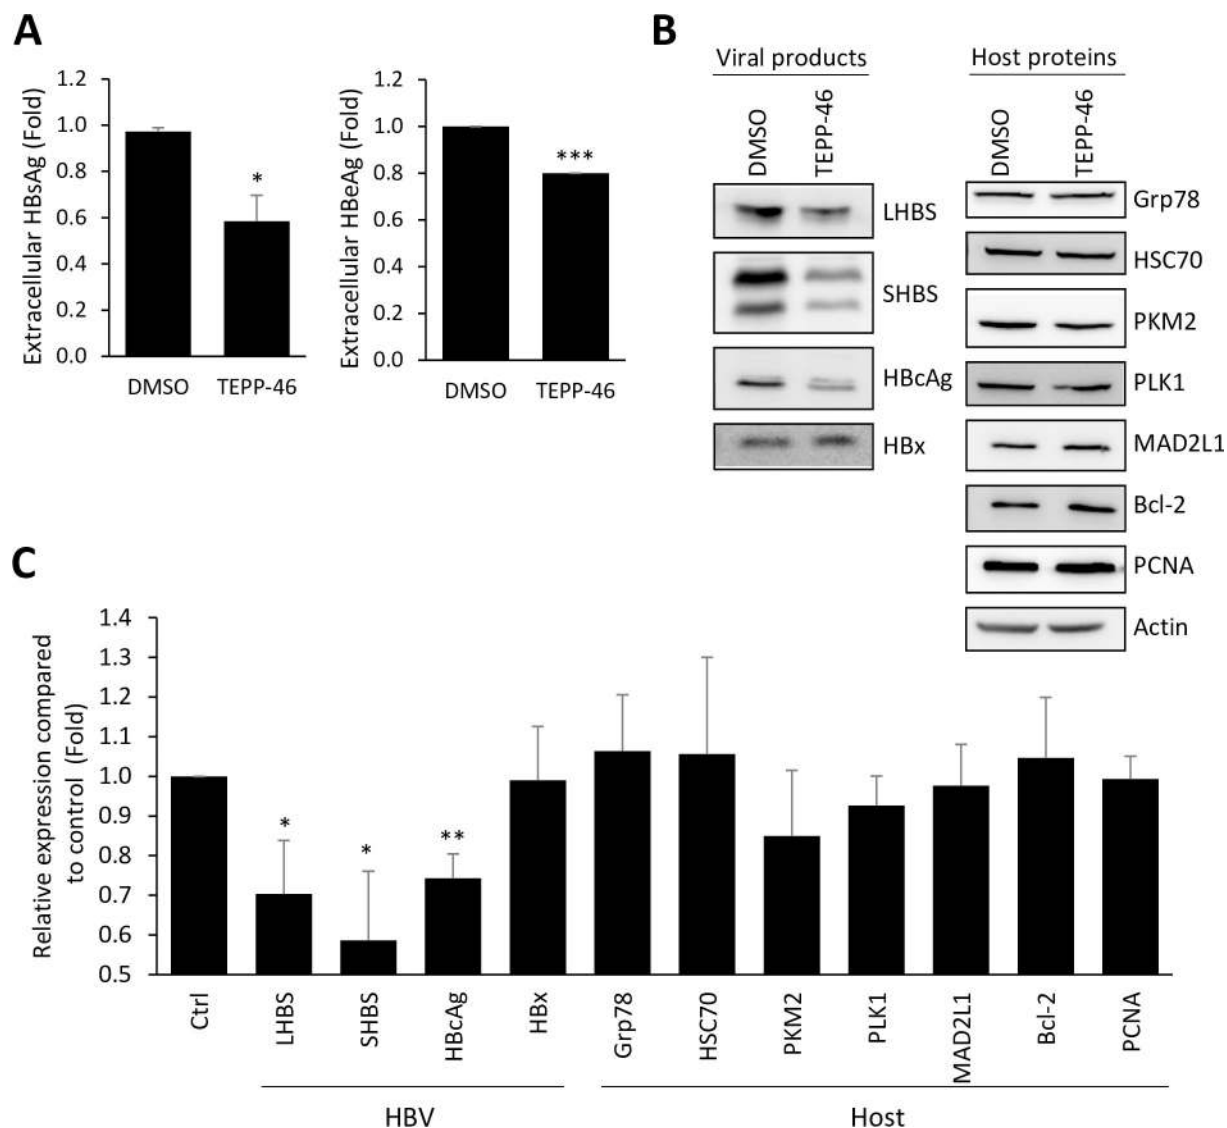 A
Extracellular HBsAg (Fold)
1.2
1.0
0.8
0.6
0.4
0.2
0.0
*
DMSO TEPP-46
Extracellular HBeAg (Fold)
1.2
1.0
0.8
0.6
0.4
0.2
0.0
***
DMSO TEPP-46
B
Viral products
DMSO
TEPP-46
LHBS
SHBS
HBcAg
HBx
Host proteins
DMSO
TEPP-46
Grp78
HSC70
PKM2
PLK1
MAD2L1
Bcl-2
PCNA
Actin
C
Relative expression compared
to control (Fold)
1.4
1.3
1.2
1.1
1.0
0.9
0.8
0.7
0.6
0.5
* * **
Ctrl
LHBS
SHBS
HBcAg
HBx
Grp78
HSC70
PKM2
PLK1
MAD2L1
Bcl-2
PCNA
HBV
Host